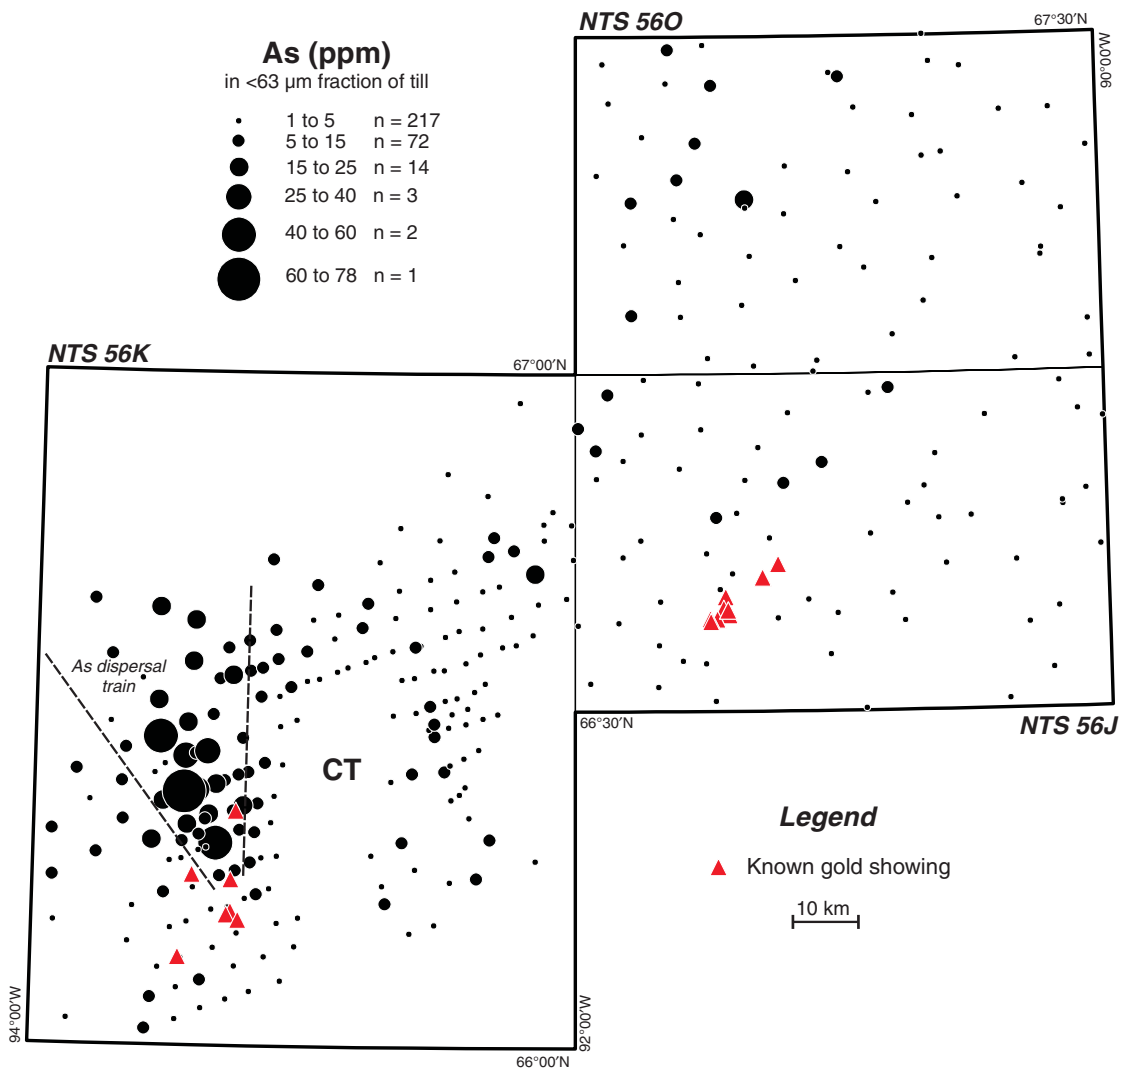 NTS 56O
67°30′N
90°00′W
As (ppm)
in <63 µm fraction of till
1 to 5 n = 217
5 to 15 n = 72
15 to 25 n = 14
25 to 40 n = 3
40 to 60 n = 2
60 to 78 n = 1
NTS 56K
67°00′N
As dispersal
train
CT
66°30′N
NTS 56J
Legend
Known gold showing
10 km
94°00′W
92°00′W
66°00′N